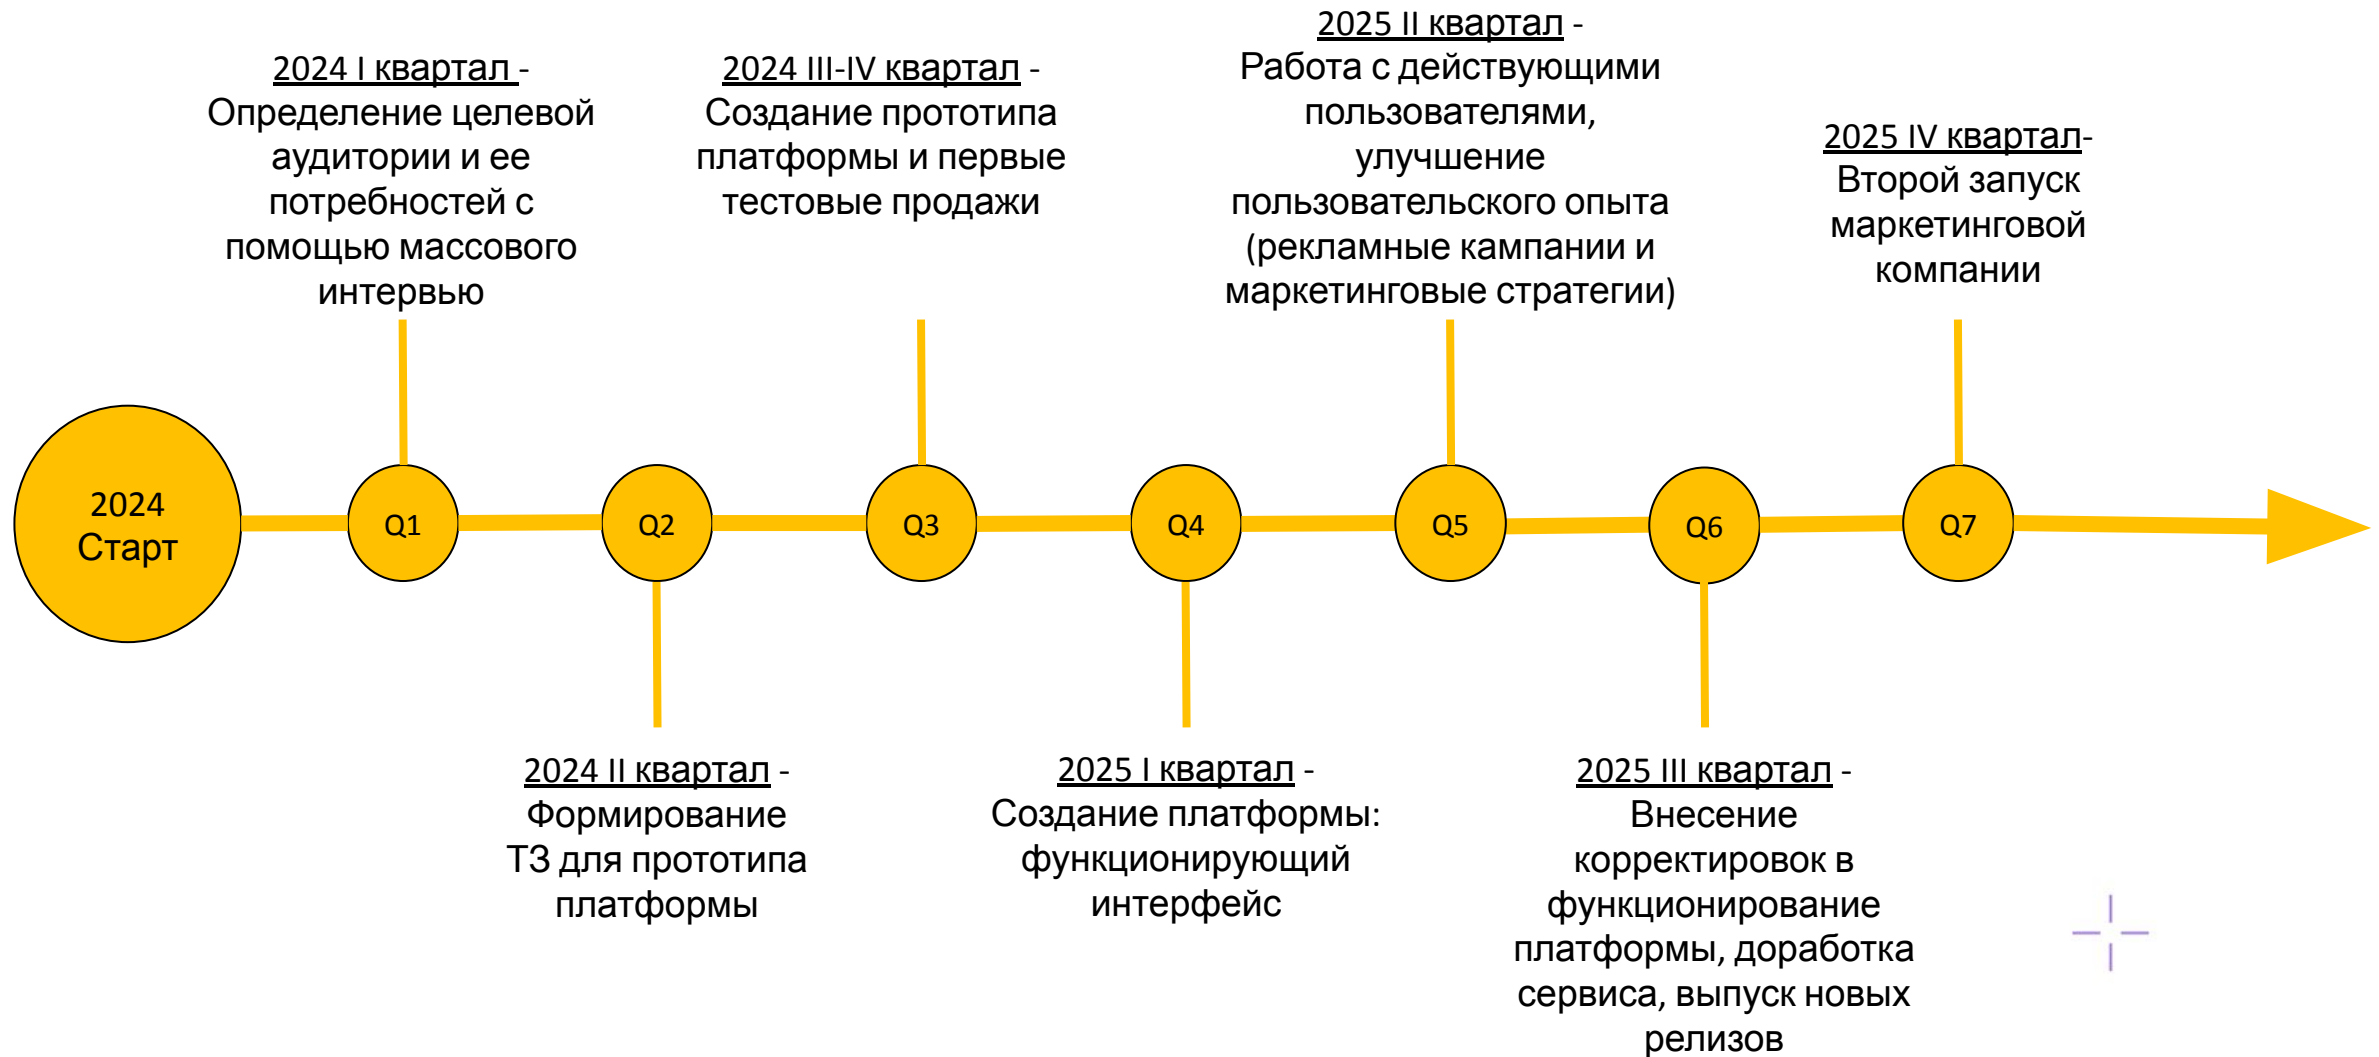 2024 I квартал -
Определение целевой
аудитории и ее
потребностей с
помощью массового
интервью
2024 III-IV квартал -
Создание прототипа
платформы и первые
тестовые продажи
2025 II квартал -
Работа с действующими
пользователями,
улучшение
пользовательского опыта
(рекламные кампании и
маркетинговые стратегии)
2025 IV квартал-
Второй запуск
маркетинговой
компании
2024
Старт
Q1
Q2
Q3
Q4
Q5
Q6
Q7
2024 II квартал -
Формирование
ТЗ для прототипа
платформы
2025 I квартал -
Создание платформы:
функционирующий
интерфейс
2025 III квартал -
Внесение
корректировок в
функционирование
платформы, доработка
сервиса, выпуск новых
релизов